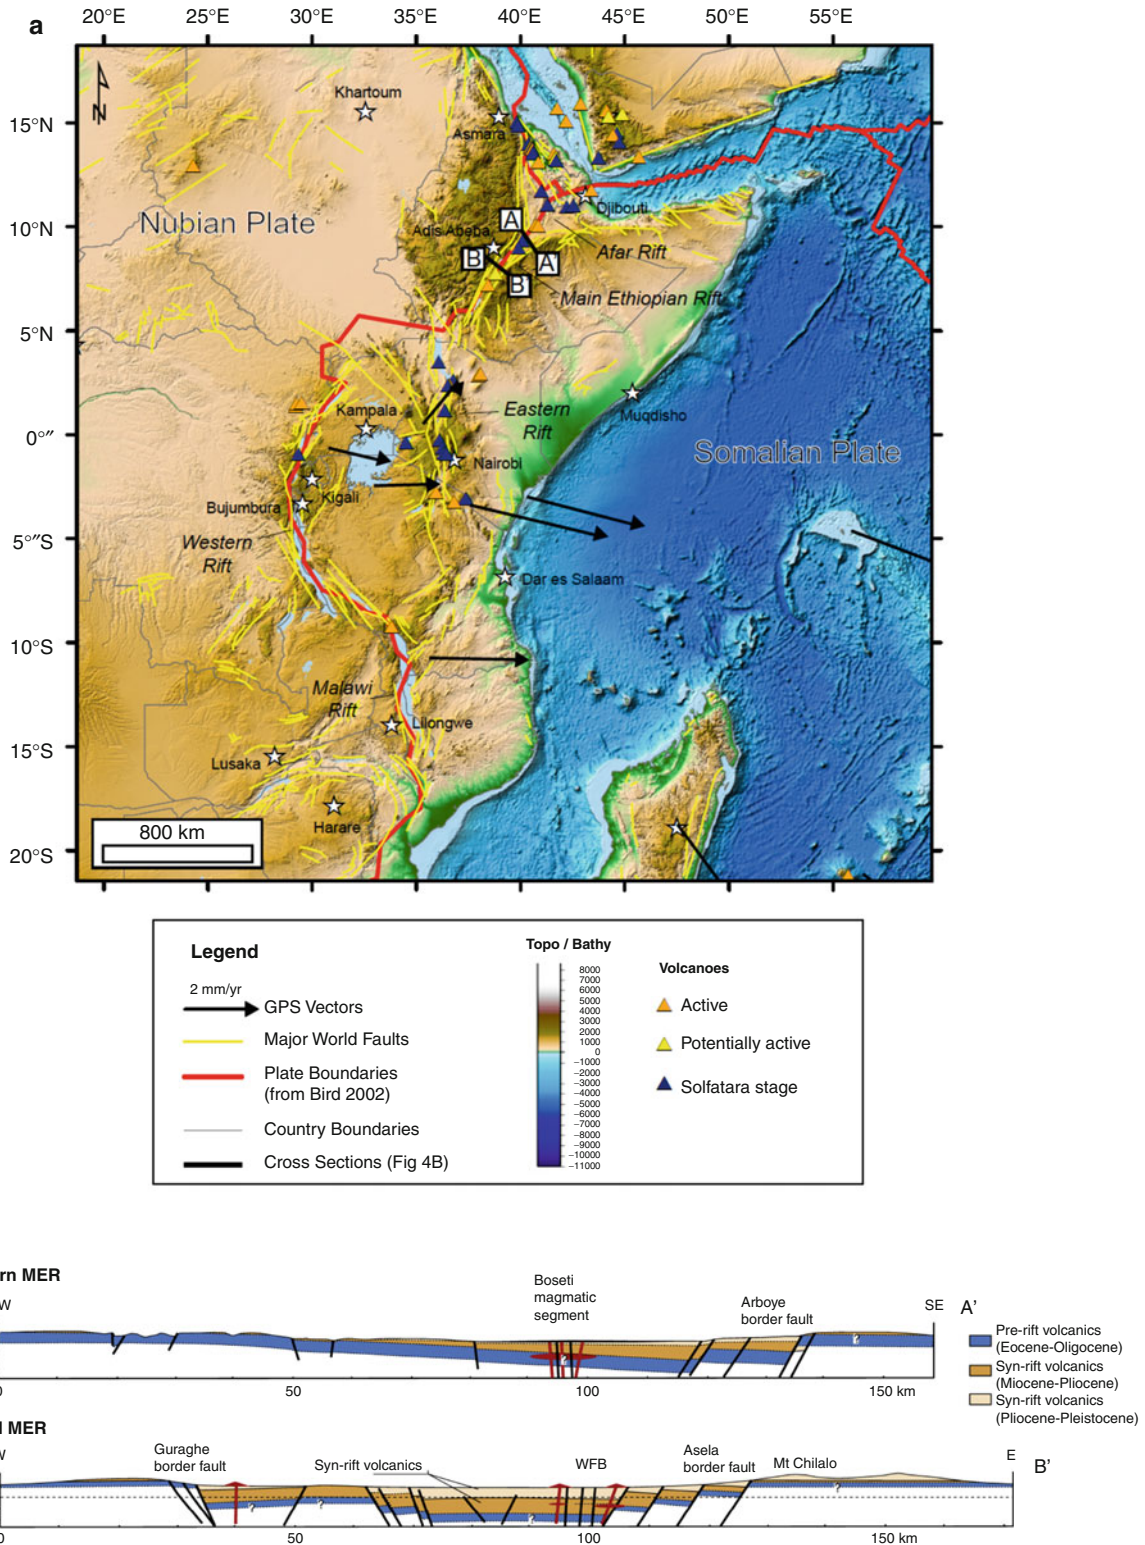 a
20°E 25°E 30°E 35°E 40°E 45°E 50°E 55°E
N
Khartoum
15°N
Asmara
Nubian Plate
10°N
Djibouti
A
Adis Abeba
Afar Rift
B
A'
B'
Main Ethiopian Rift
5°N
Kampala
Eastern
Rift
Muqdisho
0°″
Somalian Plate
Nairobi
Kigali
Bujumbura
Western
Rift
5°″S
Dar es Salaam
10°S
Malawi
Rift
Lilongwe
15°S
Lusaka
Harare
800 km
20°S
Legend
2 mm/yr
GPS Vectors
Major World Faults
Plate Boundaries
(from Bird 2002)
Country Boundaries
Cross Sections (Fig 4B)
Topo / Bathy
8000
7000
6000
5000
4000
3000
2000
1000
0
−1000
−2000
−3000
−4000
−5000
−6000
−7000
−8000
−9000
−10000
−11000
Volcanoes
Active
Potentially active
Solfatara stage
rn MER
W
Boseti
magmatic
segment
Arboye
border fault
SE A'
?
?
0 50 100 150 km
Pre-rift volcanics
(Eocene-Oligocene)
Syn-rift volcanics
(Miocene-Pliocene)
Syn-rift volcanics
(Pliocene-Pleistocene)
l MER
W
Guraghe
border fault
Syn-rift volcanics
WFB
Asela
border fault
Mt Chilalo
E B'
?
?
?
?
0 50 100 150 km